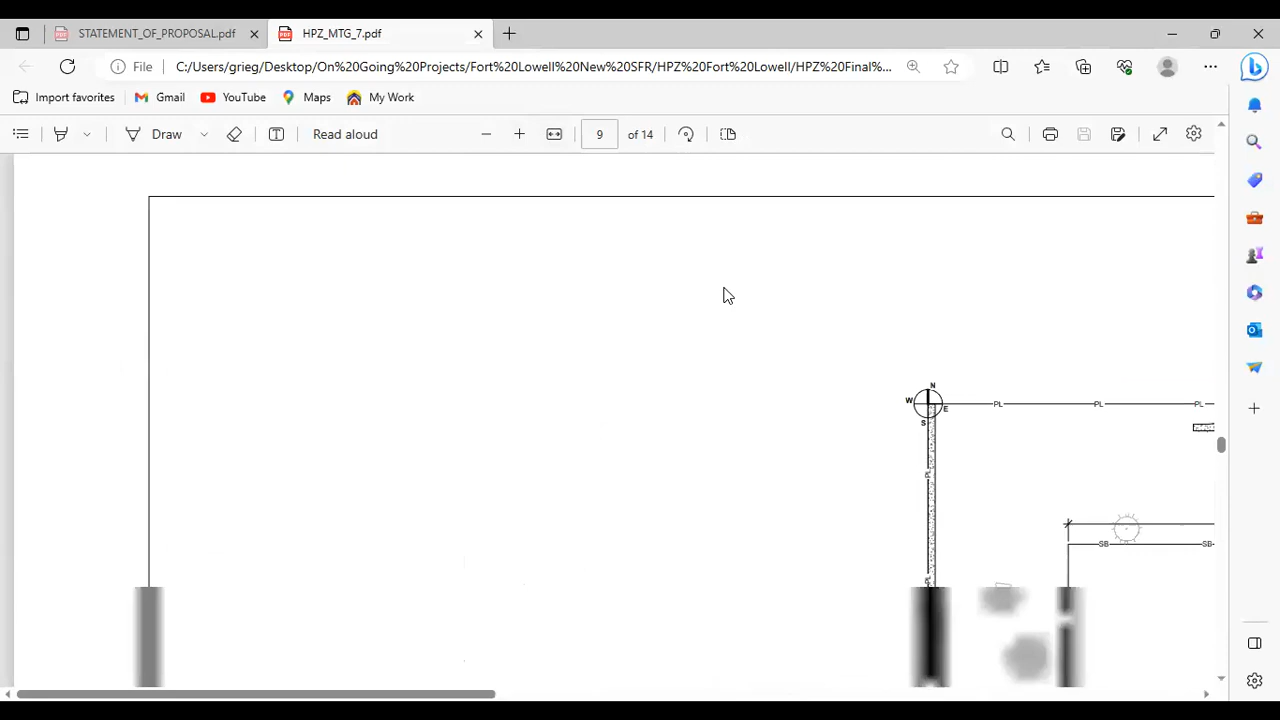 STATEMENT_OF_PROPOSAL.pdf
HPZ_MTG_7.pdf
File
C:/Users/grieg/Desktop/On%20Going%20Projects/Fort%20Lowell%20New%20SFR/HPZ%20Fort%20Lowell/HPZ%20Final%...
Import favorites
Gmail
YouTube
Maps
My Work
Draw
Read aloud
9
of 14
N
W
E
S
PL
PL
PL
PL
PL
SB
SB